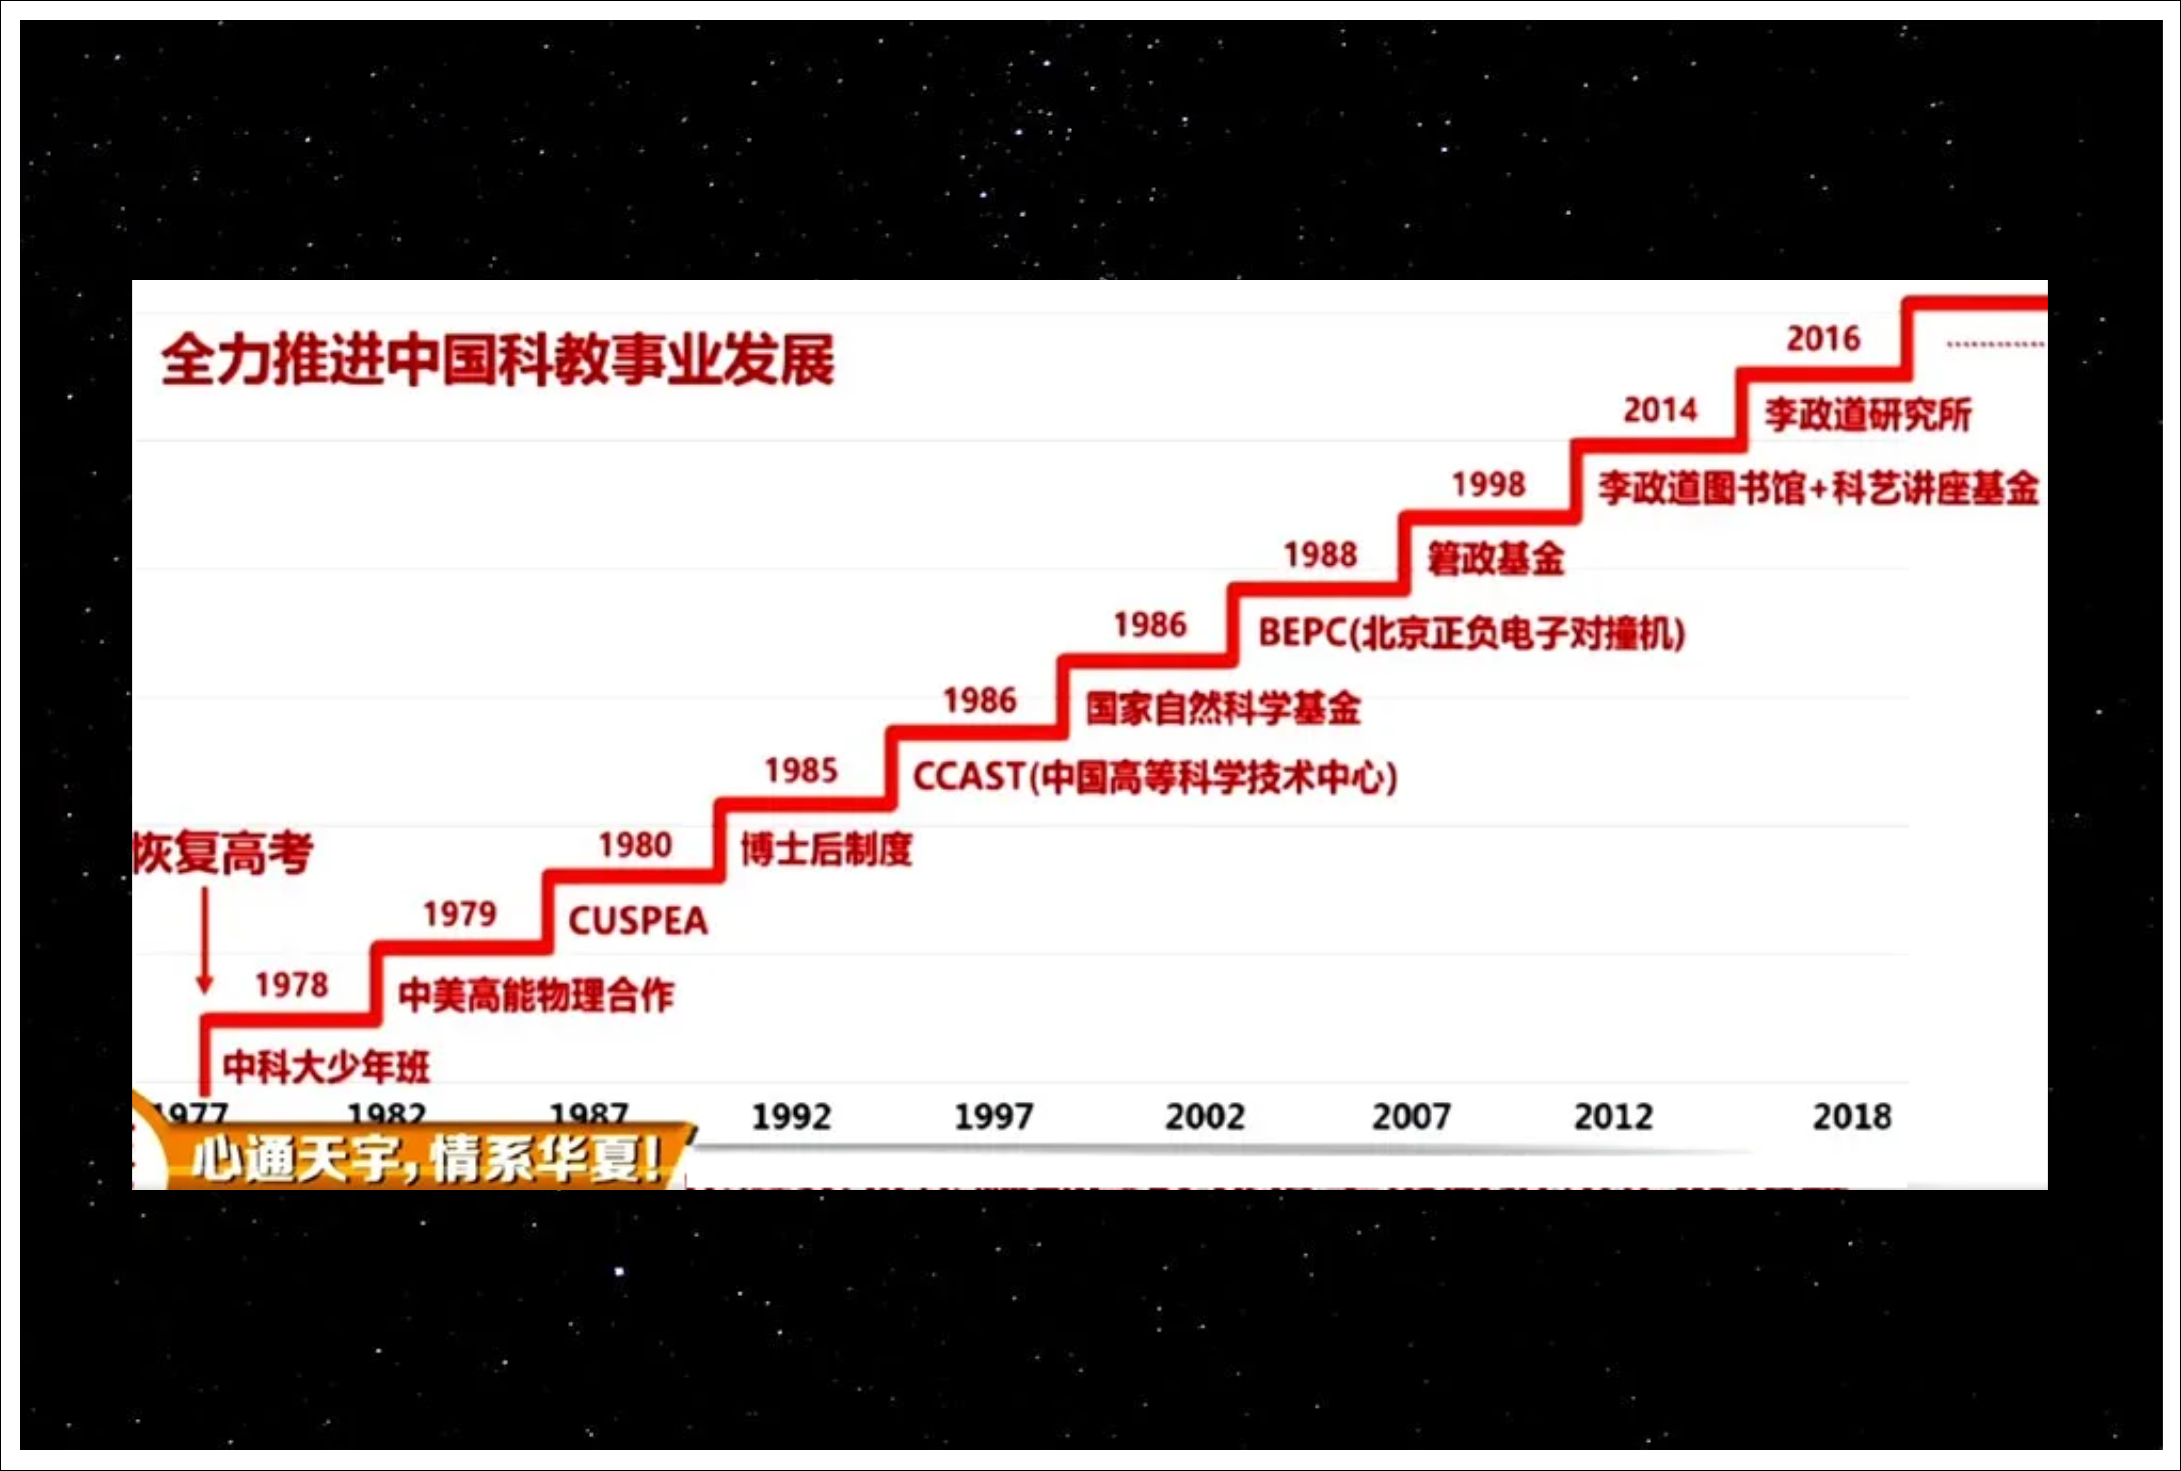 全力推进中国科教事业发展
2016
李政道研究所
2014
李政道图书馆+科艺讲座基金
1998
箬政基金
1988
BEPC(北京正负电子对撞机)
1986
国家自然科学基金
1986
CCAST(中国高等科学技术中心)
1985
博士后制度
1980
CUSPEA
1979
中美高能物理合作
恢复高考
1978
中科大少年班
1977 1982 1987 1992 1997 2002 2007 2012 2018
心通天宇,情系华夏!